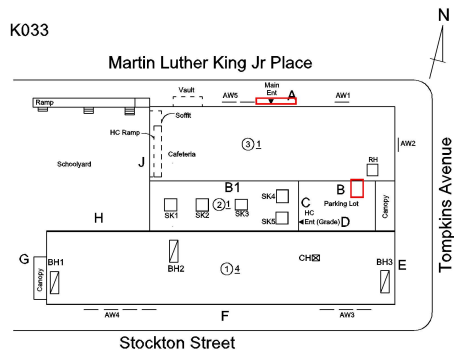 K033
N
Martin Luther King Jr Place
Vault
AW5
Main
Ent
A
AW1
Ramp
Soffit
HC Ramp
Cafeteria
3 1
AW2
RH
Schoolyard
J
B1
B
Parking Lot
Canopy
SK4
C
HC
Ent (Grade)
D
SK1
SK2
2 1
SK3
SK5
H
Tompkins Avenue
G
Canopy
BH1
BH2
1 4
CH
BH3
E
AW4
F
AW3
Stockton Street